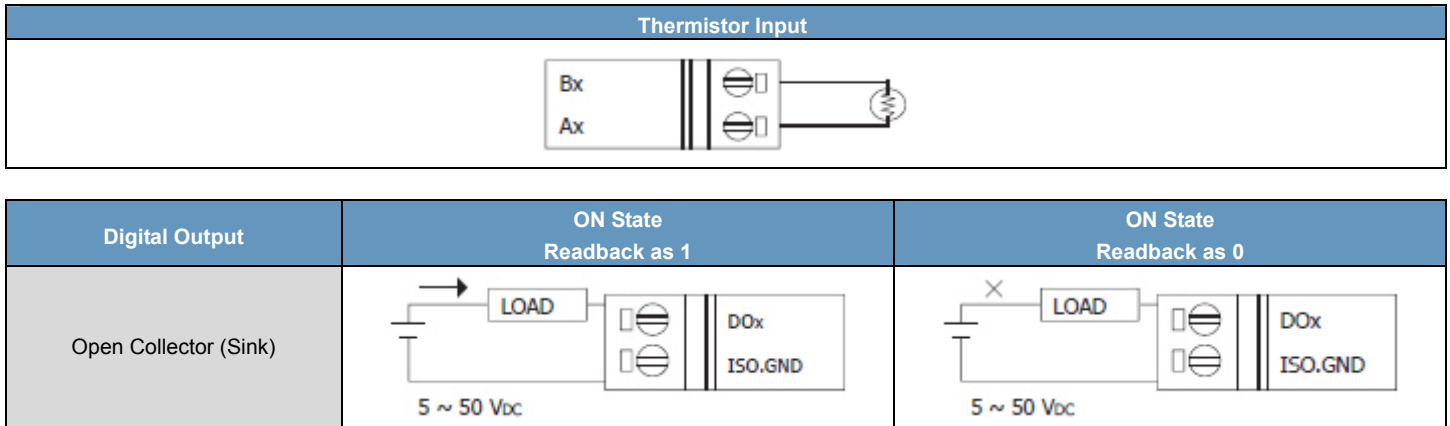 Thermistor Input
Bx
Ax
Digital Output
ON State
Readback as 1
ON State
Readback as 0
Open Collector (Sink)
LOAD
DOx
ISO.GND
5 ~ 50 VDC
LOAD
DOx
ISO.GND
5 ~ 50 VDC